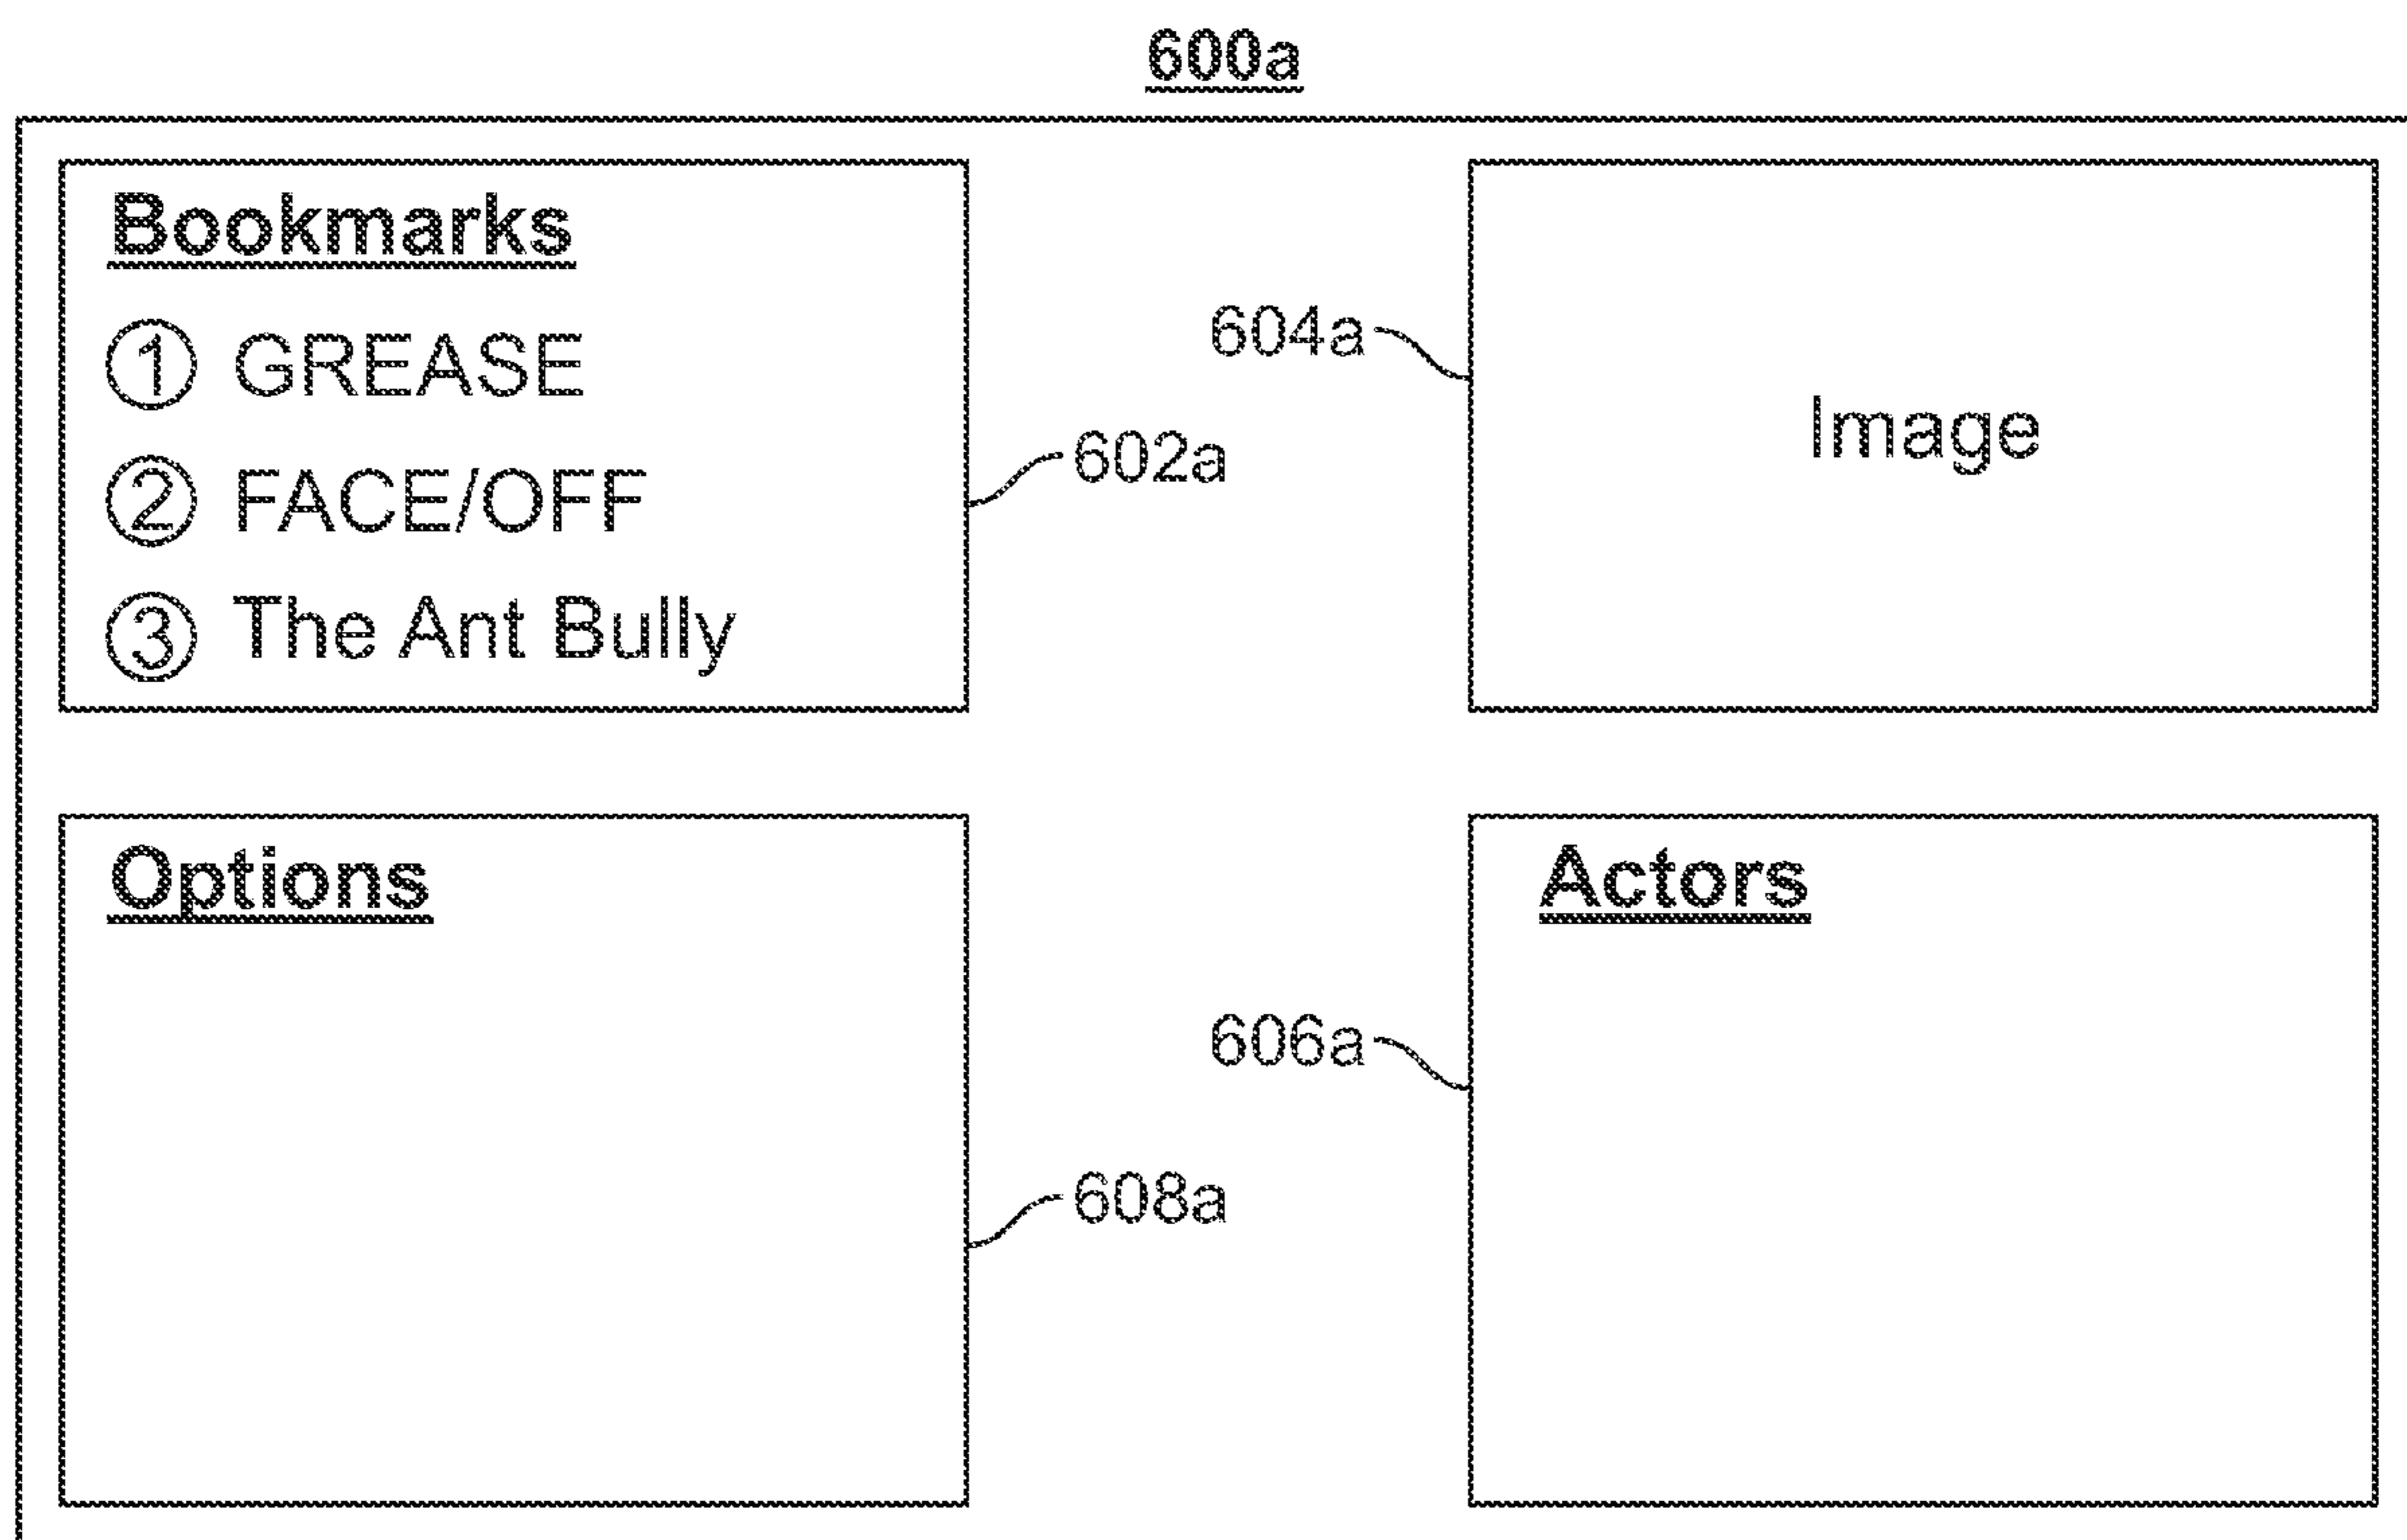 600a
Bookmarks
① GREASE
② FACE/OFF
③ The Ant Bully
602a
604a
Image
Options
608a
606a
Actors